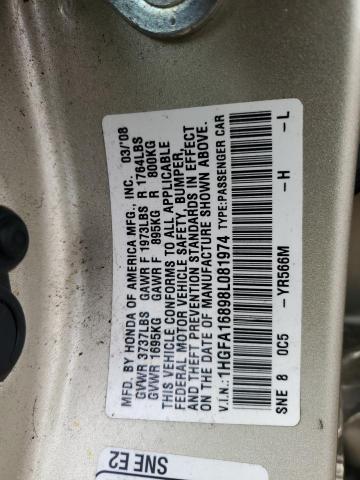 MFD. BY HONDA OF AMERICA MFG., INC. 03/'08
GVWR 3737LBS GAWR F 1973LBS R 1764LBS
GVWR 1695KG GAWR F 895KG R 800KG
THIS VEHICLE CONFORMS TO ALL APPLICABLE
FEDERAL MOTOR VEHICLE SAFETY, BUMPER,
AND THEFT PREVENTION STANDARDS IN EFFECT
ON THE DATE OF MANUFACTURE SHOWN ABOVE.
V.I.N.: 1HGFA16898L081974 TYPE:PASSENGER CAR
SNE 8 0C5 - YR566M - H - L
SNE E2